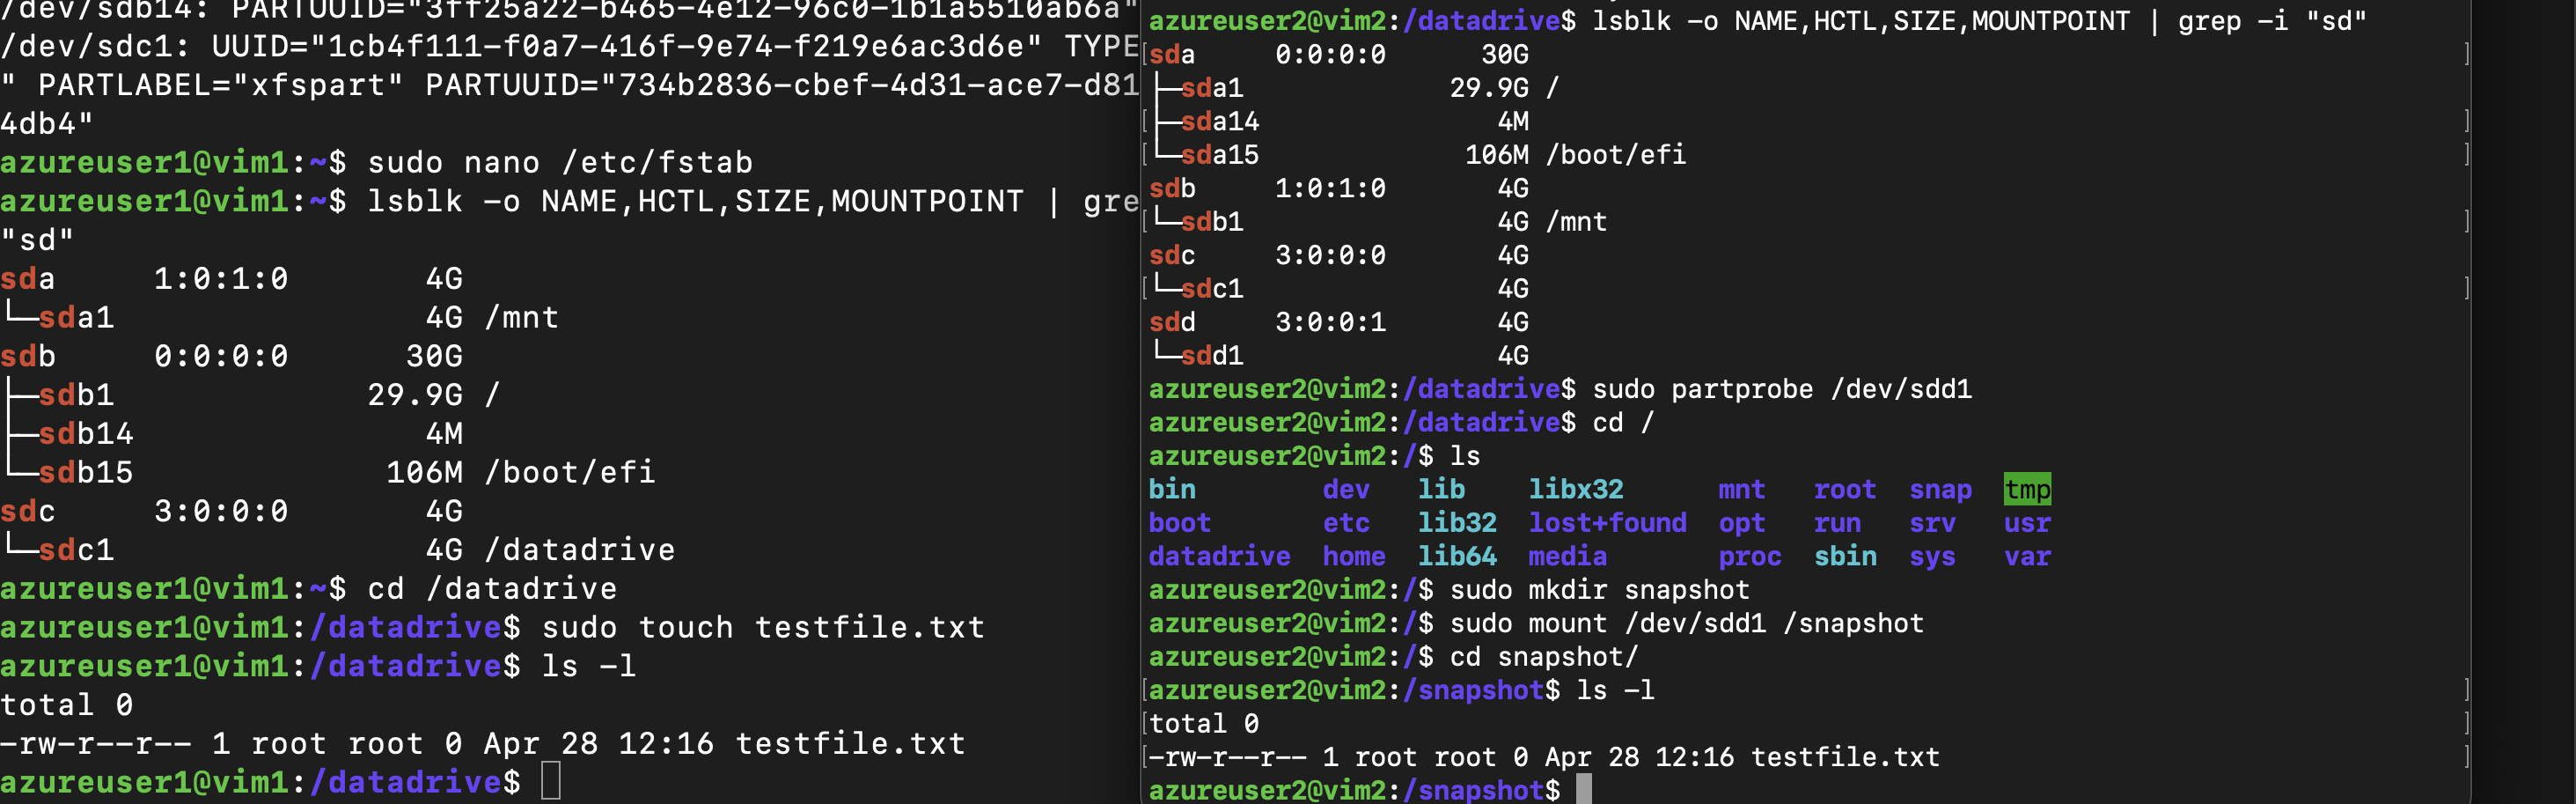 /dev/sdb14: PARTUUID="3ff25a22-b465-4e12-96c0-1b1a5510ab6a"
/dev/sdc1: UUID="1cb4f111-f0a7-416f-9e74-f219e6ac3d6e" TYPE
" PARTLABEL="xfspart" PARTUUID="734b2836-cbef-4d31-ace7-d81
4db4"
azureuser1@vim1:~$ sudo nano /etc/fstab
azureuser1@vim1:~$ lsblk -o NAME,HCTL,SIZE,MOUNTPOINT | gre
"sd"
sda 1:0:1:0 4G
└─sda1 4G /mnt
sdb 0:0:0:0 30G
├─sdb1 29.9G /
├─sdb14 4M
└─sdb15 106M /boot/efi
sdc 3:0:0:0 4G
└─sdc1 4G /datadrive
azureuser1@vim1:~$ cd /datadrive
azureuser1@vim1:/datadrive$ sudo touch testfile.txt
azureuser1@vim1:/datadrive$ ls -l
total 0
-rw-r--r-- 1 root root 0 Apr 28 12:16 testfile.txt
azureuser1@vim1:/datadrive$
azureuser2@vim2:/datadrive$ lsblk -o NAME,HCTL,SIZE,MOUNTPOINT | grep -i "sd"
[sda 0:0:0:0 30G ]
├─sda1 29.9G /
[├─sda14 4M ]
[└─sda15 106M /boot/efi ]
sdb 1:0:1:0 4G
[└─sdb1 4G /mnt ]
sdc 3:0:0:0 4G
[└─sdc1 4G ]
sdd 3:0:0:1 4G
└─sdd1 4G
azureuser2@vim2:/datadrive$ sudo partprobe /dev/sdd1
azureuser2@vim2:/datadrive$ cd /
azureuser2@vim2:/$ ls
bin dev lib libx32 mnt root snap tmp
boot etc lib32 lost+found opt run srv usr
datadrive home lib64 media proc sbin sys var
azureuser2@vim2:/$ sudo mkdir snapshot
azureuser2@vim2:/$ sudo mount /dev/sdd1 /snapshot
azureuser2@vim2:/$ cd snapshot/
[azureuser2@vim2:/snapshot$ ls -l ]
[total 0 ]
[-rw-r--r-- 1 root root 0 Apr 28 12:16 testfile.txt ]
azureuser2@vim2:/snapshot$